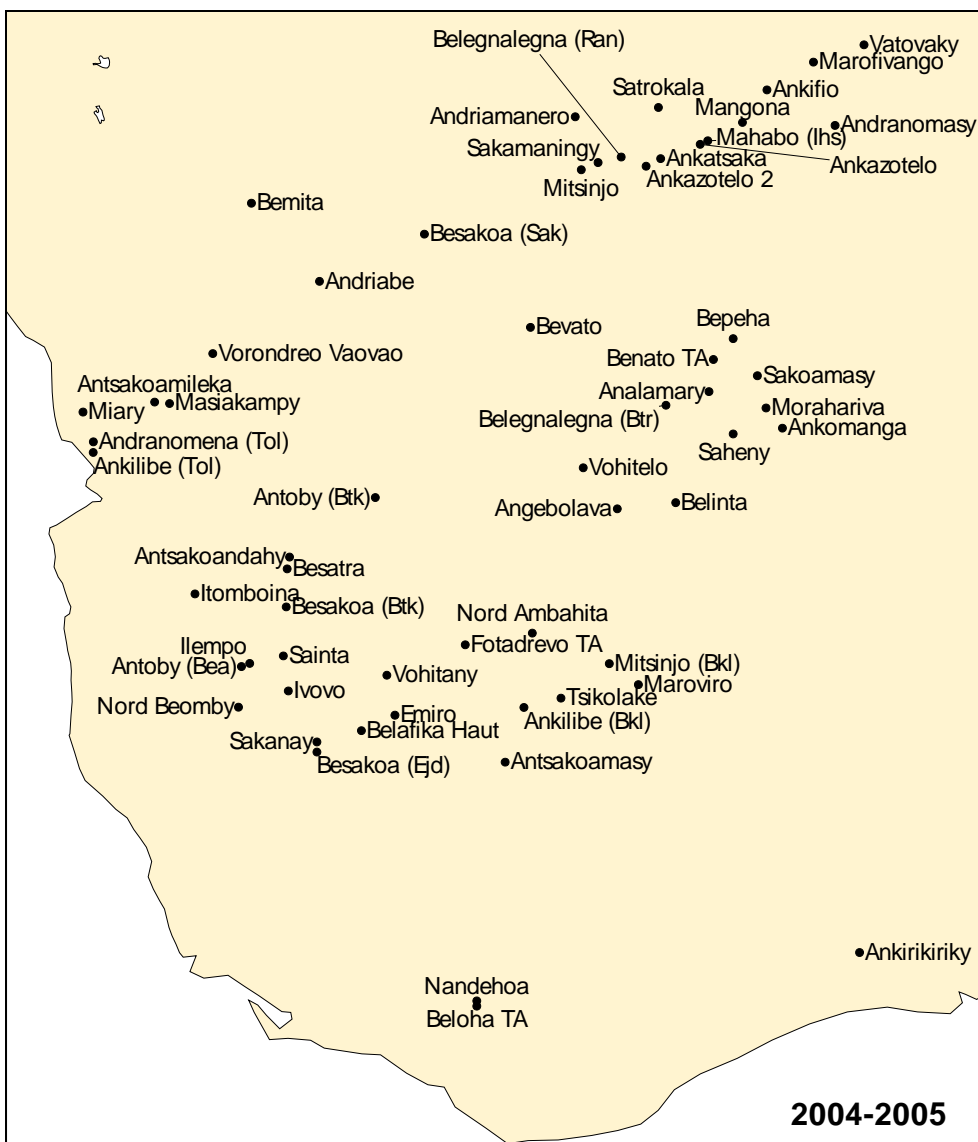 Belegnalegna (Ran)
Vatovaky
Marofivango
Satrokala
Ankifio
Mangona
Andriamanero
Andranomasy
Mahabo (Ihs)
Sakamaningy
Ankatsaka
Ankazotelo
Mitsinjo
Ankazotelo 2
Bemita
Besakoa (Sak)
Andriabe
Bevato
Bepeha
Vorondreo Vaovao
Benato TA
Sakoamasy
Antsakoamileka
Analamary
Masiakampy
Miary
Morahariva
Belegnalegna (Btr)
Ankomanga
Andranomena (Tol)
Saheny
Ankilibe (Tol)
Vohitelo
Antoby (Btk)
Belinta
Angebolava
Antsakoandahy
Besatra
Itomboina
Besakoa (Btk)
Nord Ambahita
Ilempo
Fotadrevo TA
Sainta
Antoby (Bea)
Mitsinjo (Bkl)
Vohitany
Maroviro
Ivovo
Tsikolake
Nord Beomby
Emiro
Ankilibe (Bkl)
Belafika Haut
Sakanay
Besakoa (Ejd)
Antsakoamasy
Ankirikiriky
Nandehoa
Beloha TA
2004-2005